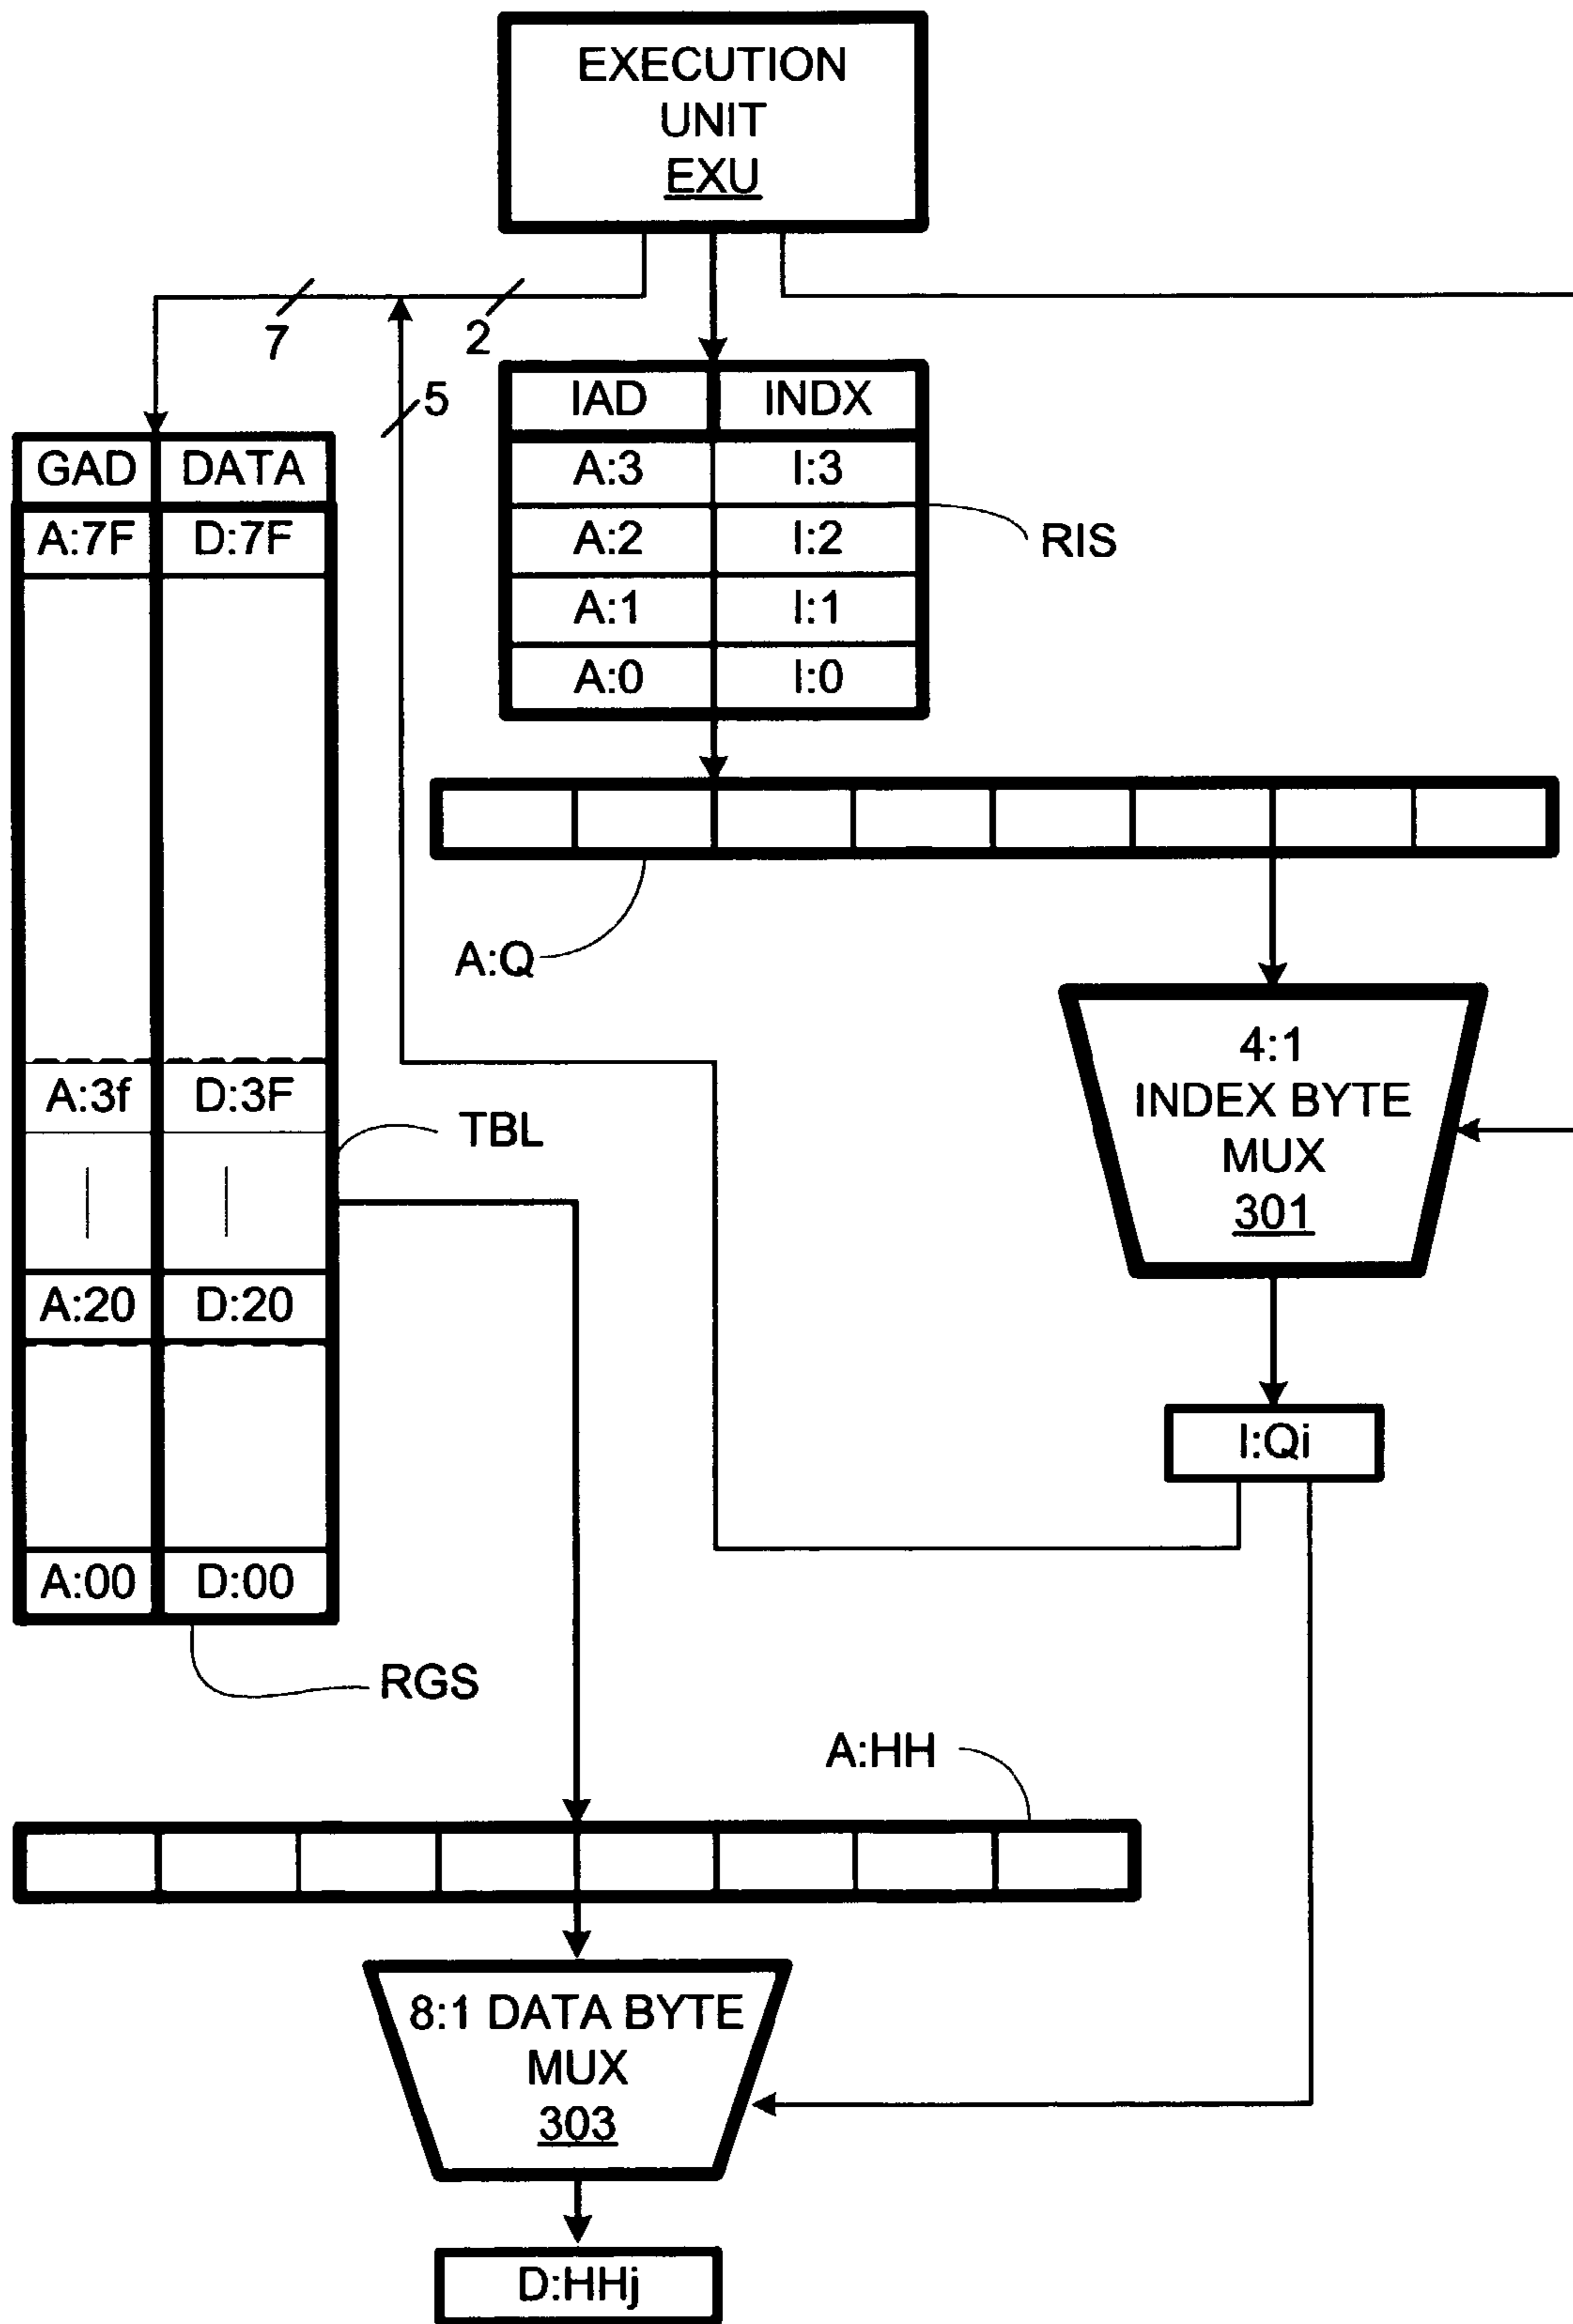 EXECUTION
UNIT
EXU
7
2
5
IAD INDX
A:3 I:3
A:2 I:2
A:1 I:1
A:0 I:0
RIS
GAD DATA
A:7F D:7F
A:3f D:3F
A:20 D:20
A:00 D:00
TBL
RGS
A:Q
4:1
INDEX BYTE
MUX
301
I:Qi
A:HH
8:1 DATA BYTE
MUX
303
D:HHj